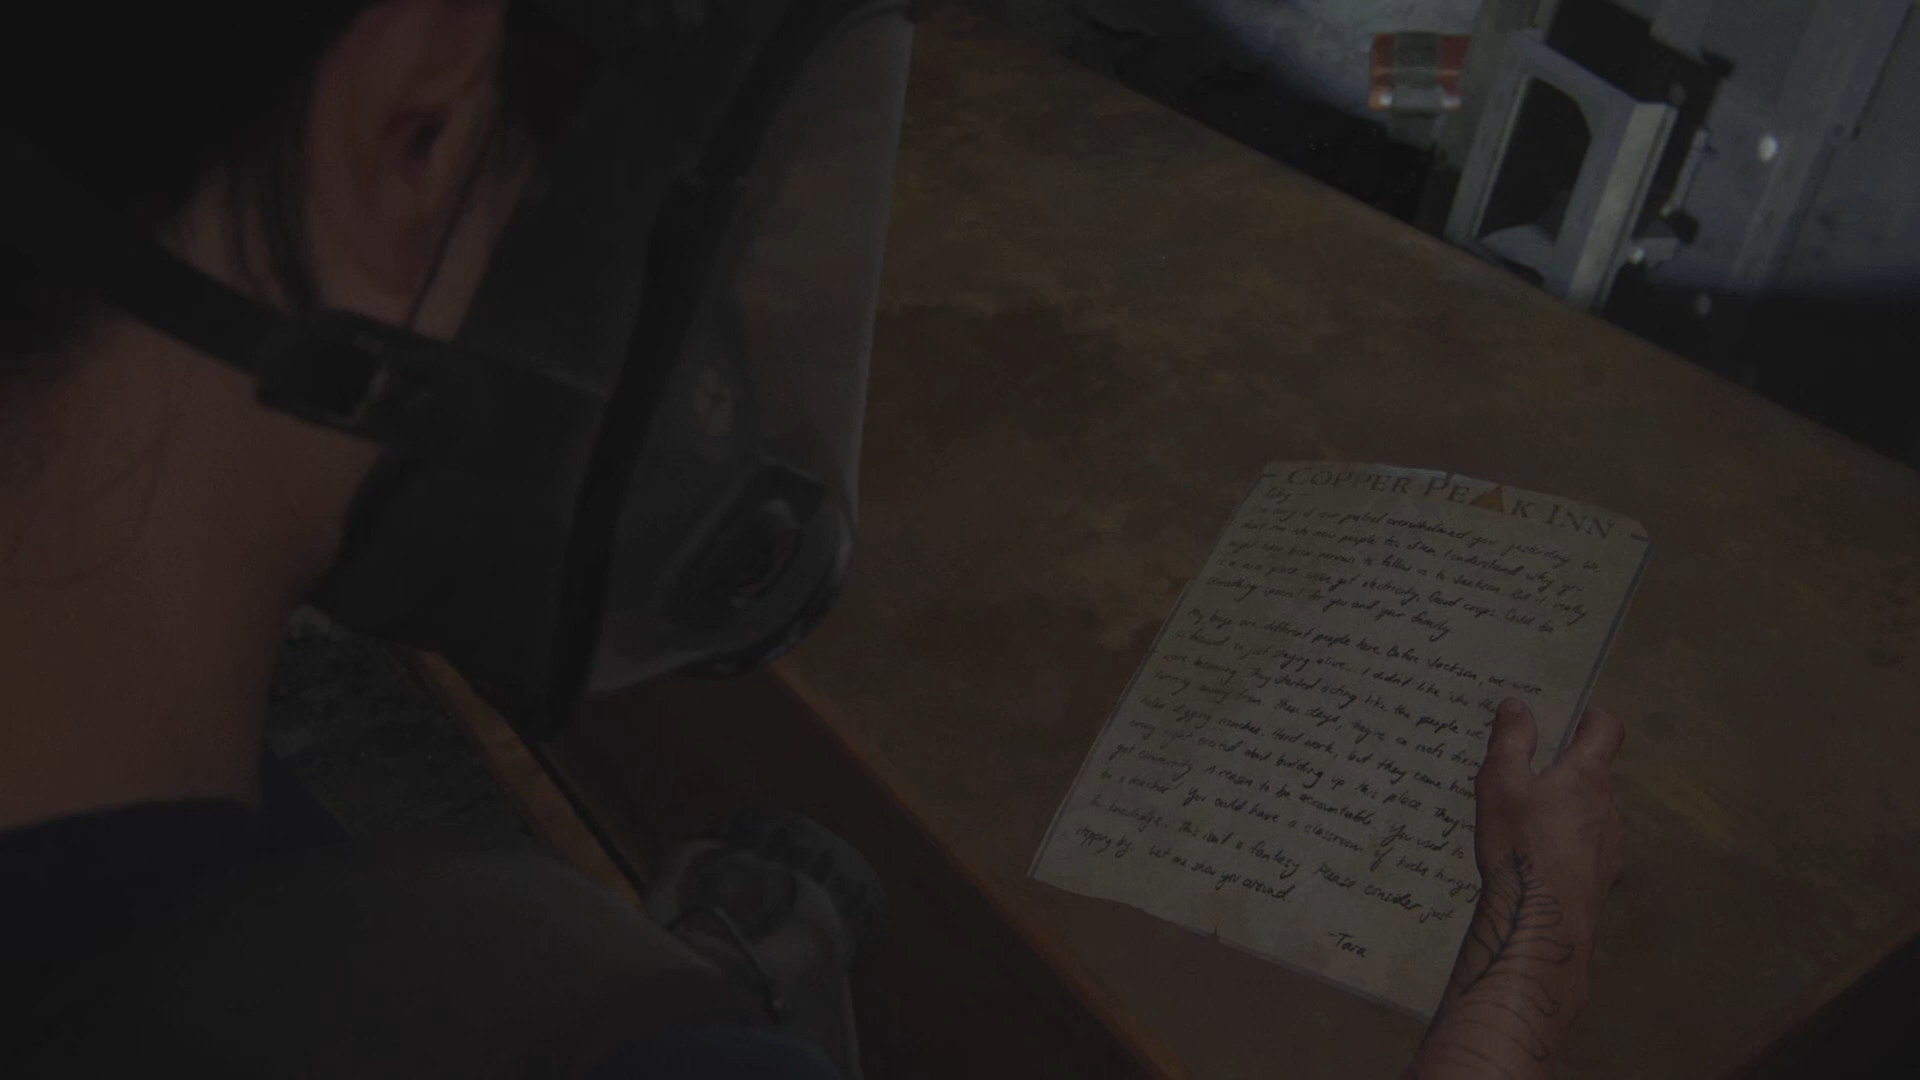 COPPER PEAK INN
I'm sorry if our patrol overwhelmed you yesterday. We
don't run into new people too often. I understand why you
might have been nervous to follow us to Jackson. But it really
is a nice place. We've got electricity. Good crops. Could be
something special for you and your family.
My boys are different people here. Before Jackson, we were
so focused on just staying alive... I didn't like who they
were becoming. They started acting like the people we
running away from. These days, they're on roofs fixing
holes, digging trenches. Hard work, but they come home
every night excited about building up this place. They've
got community. A reason to be accountable. You used to
be a teacher! You could have a classroom of kids hungry
for knowledge. This isn't a fantasy. Please consider just
stopping by. Let me show you around.
-Tara